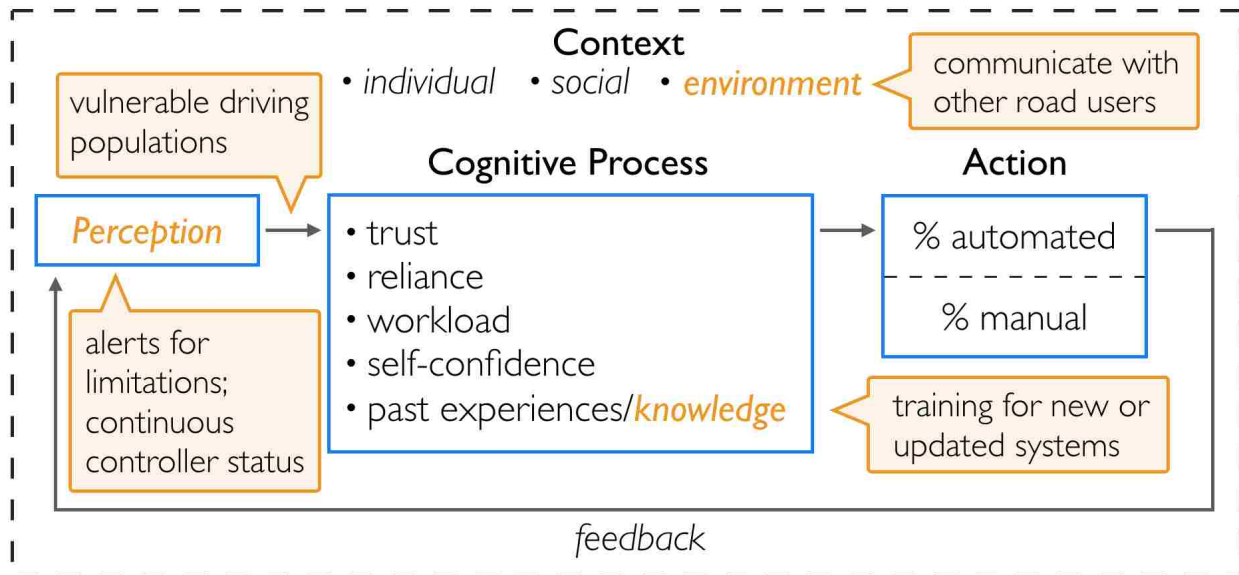 Context
• individual • social • environment
communicate with
other road users
vulnerable driving
populations
Cognitive Process
Action
Perception
• trust
• reliance
• workload
• self-confidence
• past experiences/knowledge
% automated
% manual
alerts for
limitations;
continuous
controller status
training for new or
updated systems
feedback